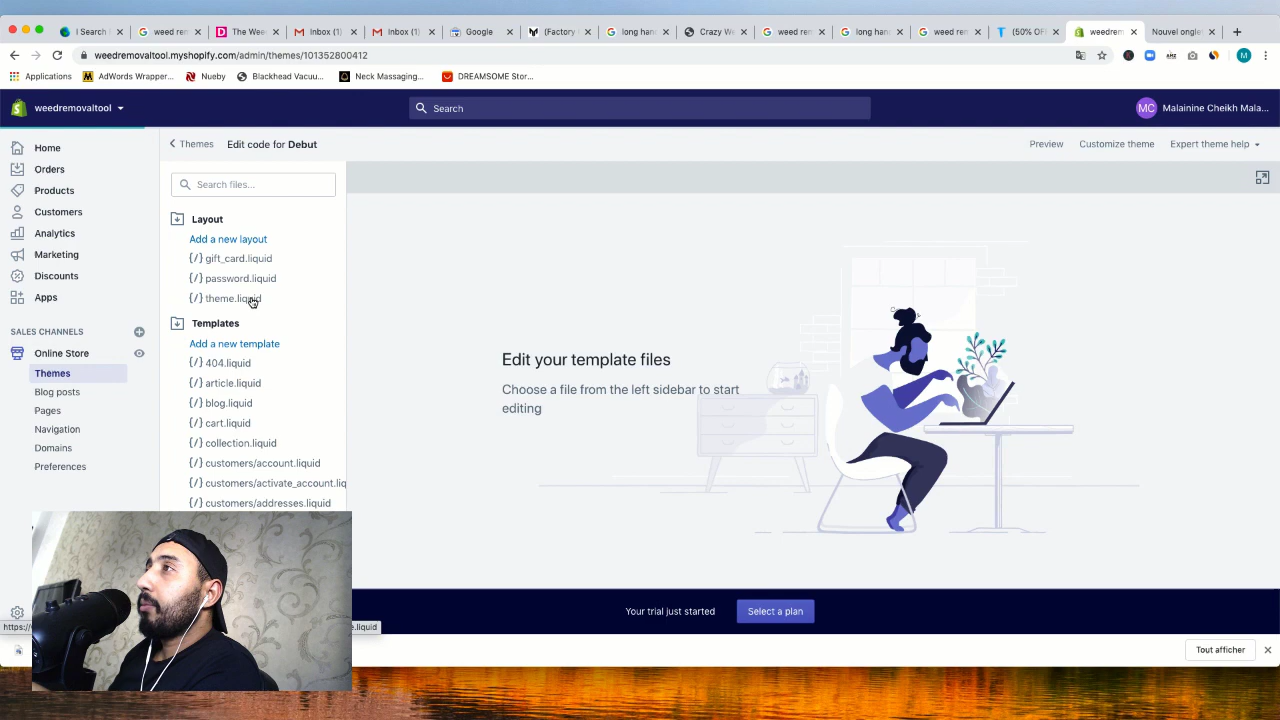 I Search F
weed rem
The Wee
Inbox (1)
Inbox (1)
Google
(Factory
long hand
Crazy We
weed rem
long hand
weed rem
(50% OFF
weedrem
Nouvel ongle
weedremovaltool.myshopify.com/admin/themes/101352800412
Applications AdWords Wrapper... Nueby Blackhead Vacuu... Neck Massaging... DREAMSOME Stor...
weedremovaltool
Search
MC Malainine Cheikh Mala...
Home
Orders
Products
Customers
Analytics
Marketing
Discounts
Apps
SALES CHANNELS
Online Store
Themes
Blog posts
Pages
Navigation
Domains
Preferences
Themes Edit code for Debut
Preview Customize theme Expert theme help
Search files...
Layout
Add a new layout
{/} gift_card.liquid
{/} password.liquid
{/} theme.liquid
Templates
Add a new template
{/} 404.liquid
{/} article.liquid
{/} blog.liquid
{/} cart.liquid
{/} collection.liquid
{/} customers/account.liquid
{/} customers/activate_account.liq
{/} customers/addresses.liquid
Edit your template files
Choose a file from the left sidebar to start
editing
Your trial just started Select a plan
Tout afficher